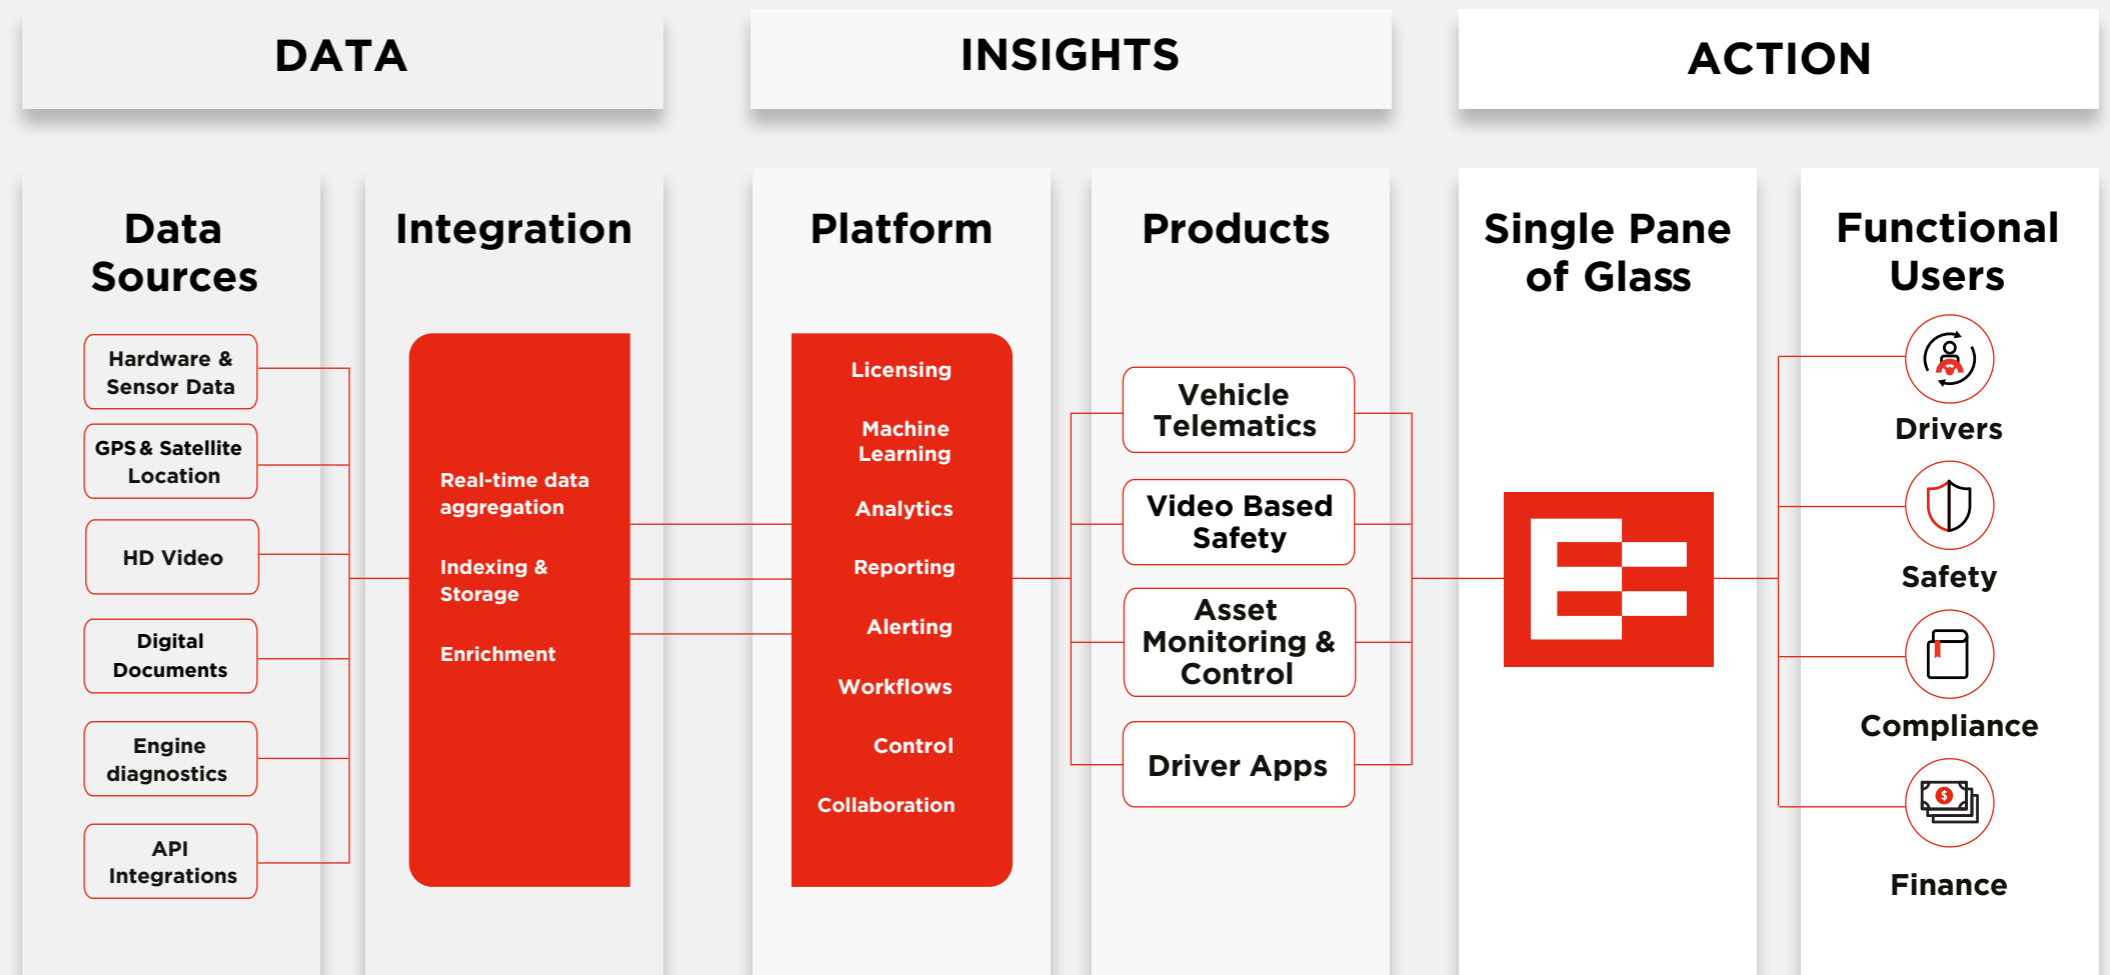 DATA
INSIGHTS
ACTION
Data
Sources
Hardware &
Sensor Data
GPS & Satellite
Location
HD Video
Digital
Documents
Engine
diagnostics
API
Integrations
Integration
Real-time data
aggregation
Indexing &
Storage
Enrichment
Platform
Licensing
Machine
Learning
Analytics
Reporting
Alerting
Workflows
Control
Collaboration
Products
Vehicle
Telematics
Video Based
Safety
Asset
Monitoring &
Control
Driver Apps
Single Pane
of Glass
Functional
Users
Drivers
Safety
Compliance
$
Finance